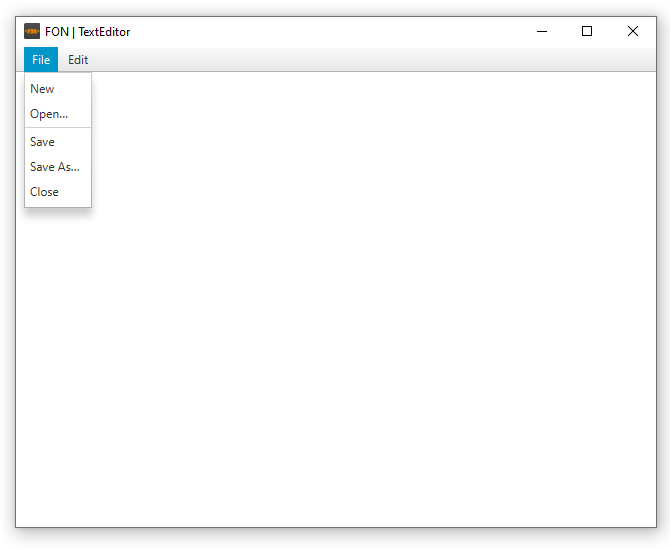 FON | TextEditor
File Edit
New
Open...
Save
Save As...
Close